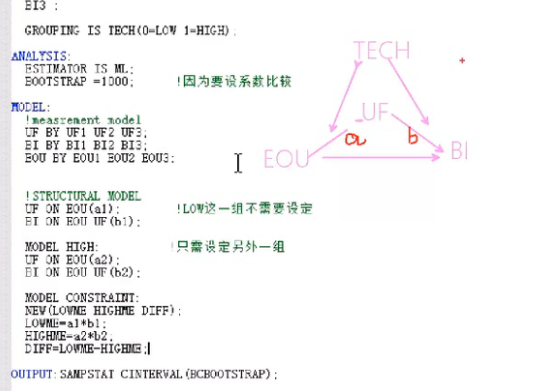 BI3 ;
GROUPING IS TECH(0=LOW 1=HIGH);
ANALYSIS:
ESTIMATOR IS ML;
BOOTSTRAP =1000; !因为要设系数比较
MODEL:
!measrement model
UF BY UF1 UF2 UF3;
BI BY BI1 BI2 BI3;
EOU BY EOU1 EOU2 EOU3;
!STRUCTURAL MODEL
UF ON EOU(a1); !LOW这一组不需要设定
BI ON EOU UF(b1);
MODEL HIGH: !只需设定另外一组
UF ON EOU(a2);
BI ON EOU UF(b2);
MODEL CONSTRAINT:
NEW(LOWME HIGHME DIFF);
LOWME=a1*b1;
HIGHME=a2*b2;
DIFF=LOWME-HIGHME;
OUTPUT: SAMPSTAT CINTERVAL(BCBOOTSTRAP);
TECH
UF
a b
EOU BI